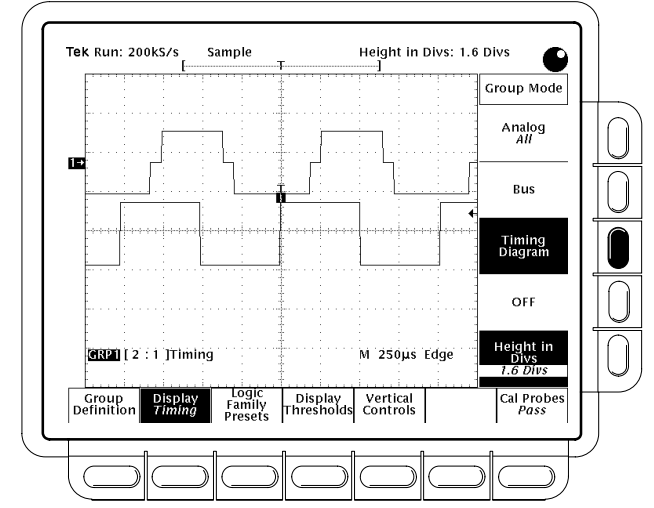 Tek Run: 200kS/s Sample Height in Divs: 1.6 Divs
[ T ]
Group Mode
Analog
All
1→
Bus
Timing
Diagram
OFF
GRP1 [ 2 : 1 ]Timing M 250µs Edge
Height in
Divs
1.6 Divs
Group
Definition
Display
Timing
Logic
Family
Presets
Display
Thresholds
Vertical
Controls
Cal Probes
Pass